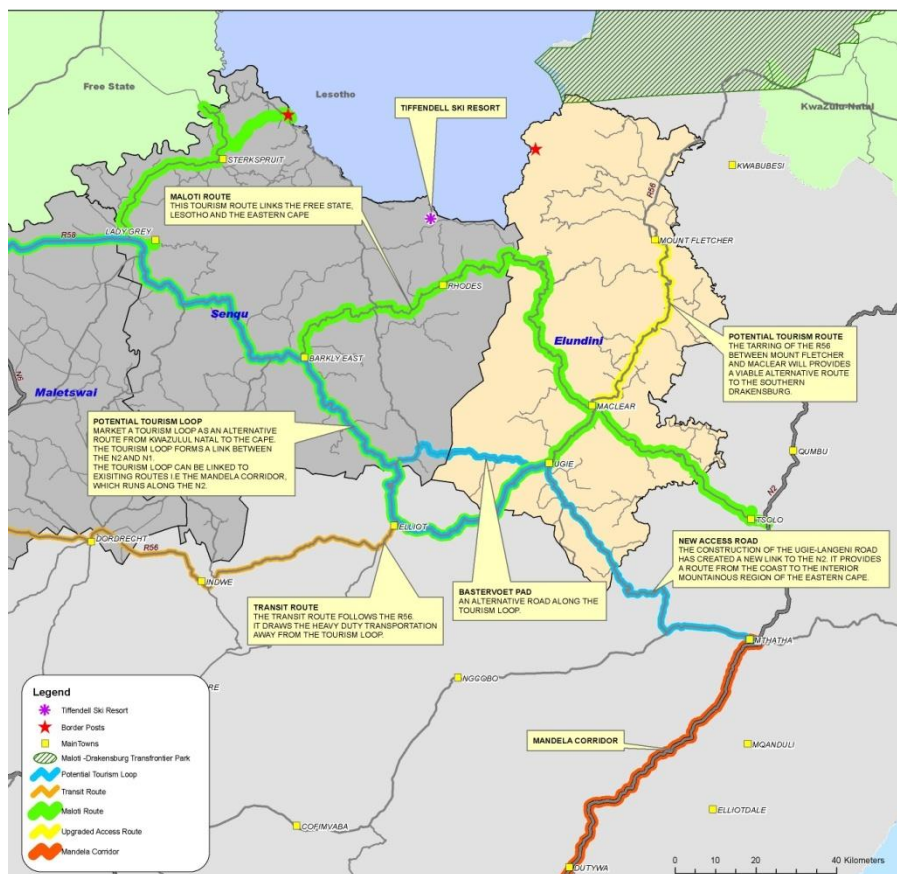 Free State
Lesotho
KwaZulu-Natal
TIFFENDELL SKI RESORT
STERKSPRUIT
KWABUBESI
R56
MALOTI ROUTE
THIS TOURISM ROUTE LINKS THE FREE STATE,
LESOTHO AND THE EASTERN CAPE
LADY GREY
R58
MOUNT FLETCHER
RHODES
Senqu
Elundini
BARKLY EAST
POTENTIAL TOURISM ROUTE
THE TARRING OF THE R56
BETWEEN MOUNT FLETCHER
AND MACLEAR WILL PROVIDES
A VIABLE ALTERNATIVE ROUTE
TO THE SOUTHERN
DRAKENSBURG.
Maletswai
MACLEAR
POTENTIAL TOURISM LOOP
MARKET A TOURISM LOOP AS AN ALTERNATIVE
ROUTE FROM KWAZULUL NATAL TO THE CAPE.
THE TOURISM LOOP FORMS A LINK BETWEEN
THE N2 AND N1.
THE TOURISM LOOP CAN BE LINKED TO
EXISITING ROUTES I.E THE MANDELA CORRIDOR,
WHICH RUNS ALONG THE N2.
QUMBU
UGIE
N2
TSOLO
ELLIOT
DORDRECHT
R56
INDWE
NEW ACCESS ROAD
THE CONSTRUCTION OF THE UGIE-LANGENI ROAD
HAS CREATED A NEW LINK TO THE N2. IT PROVIDES
A ROUTE FROM THE COAST TO THE INTERIOR
MOUNTAINOUS REGION OF THE EASTERN CAPE.
BASTERVOET PAD
AN ALTERNATIVE ROAD ALONG THE
TOURISM LOOP.
TRANSIT ROUTE
THE TRANSIT ROUTE FOLLOWS THE R56.
IT DRAWS THE HEAVY DUTY TRANSPORTATION
AWAY FROM THE TOURISM LOOP.
MTHATHA
NGCOBO
RE
MANDELA CORRIDOR
MQANDULI
ELLIOTDALE
COFIMVABA
DUTYWA
Legend
Tiffendell Ski Resort
Border Posts
MainTowns
Maloti -Drakensburg Transfrontier Park
Potential Tourism Loop
Transit Route
Maloti Route
Upgraded Access Route
Mandela Corridor
0 10 20 40 Kilometers